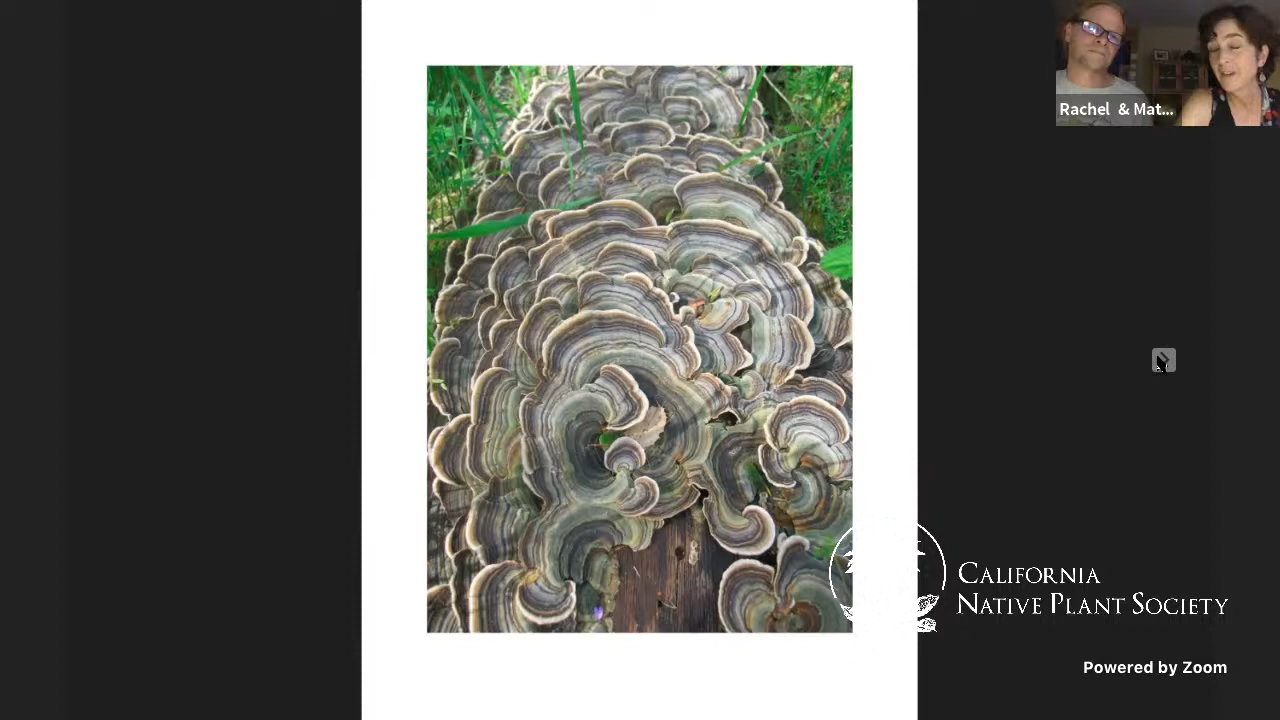 Rachel & Mat...
CALIFORNIA
NATIVE PLANT SOCIETY
Powered by Zoom